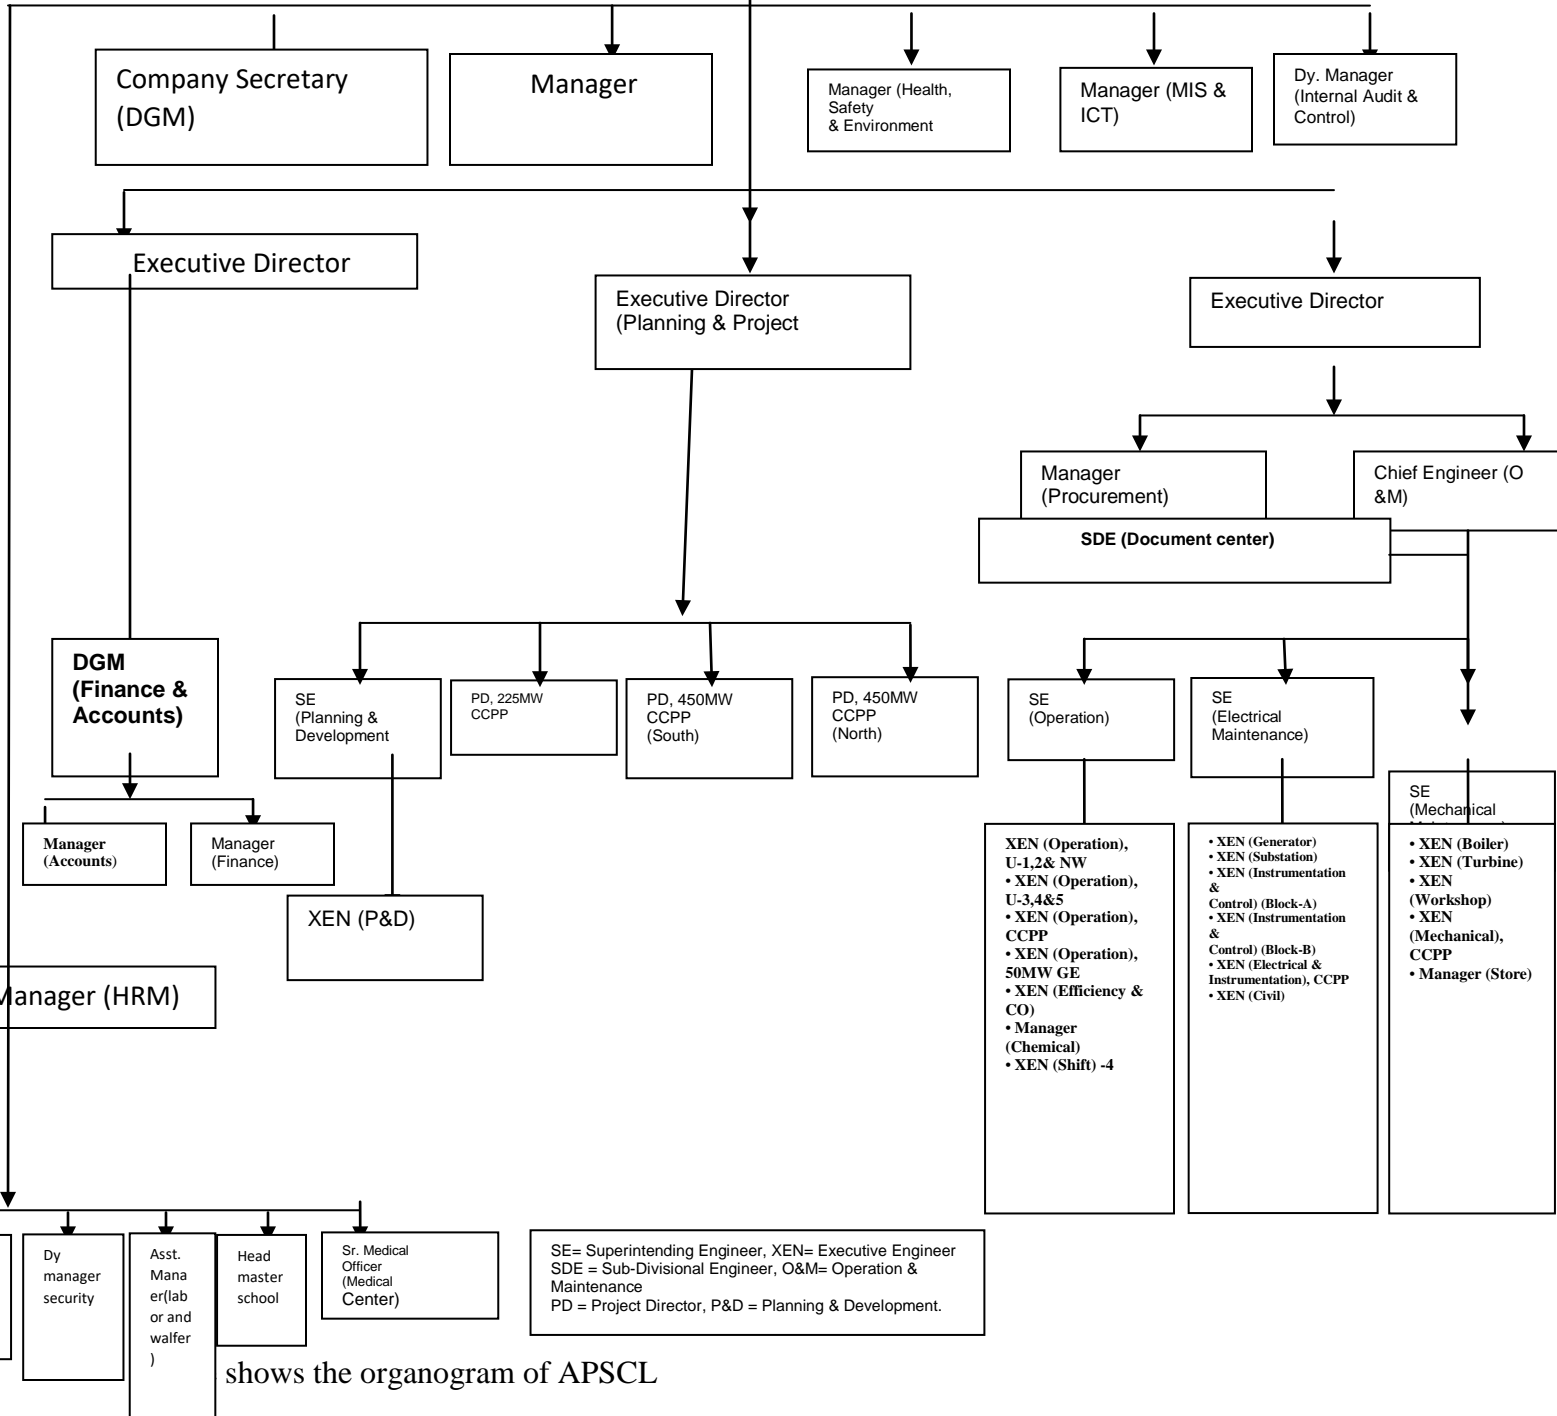 Company Secretary
(DGM)
Manager
Manager (Health,
Safety
& Environment
Manager (MIS &
ICT)
Dy. Manager
(Internal Audit &
Control)
Executive Director
Executive Director
(Planning & Project
Executive Director
Manager
(Procurement)
Chief Engineer (O
&M)
SDE (Document center)
DGM
(Finance &
Accounts)
SE
(Planning &
Development
PD, 225MW
CCPP
PD, 450MW
CCPP
(South)
PD, 450MW
CCPP
(North)
SE
(Operation)
SE
(Electrical
Maintenance)
SE
(Mechanical
Manager
(Accounts)
Manager
(Finance)
XEN (P&D)
XEN (Operation),
U-1,2& NW
• XEN (Operation),
U-3,4&5
• XEN (Operation),
CCPP
• XEN (Operation),
50MW GE
• XEN (Efficiency &
CO)
• Manager
(Chemical)
• XEN (Shift) -4
• XEN (Generator)
• XEN (Substation)
• XEN (Instrumentation
&
Control) (Block-A)
• XEN (Instrumentation
&
Control) (Block-B)
• XEN (Electrical &
Instrumentation), CCPP
• XEN (Civil)
• XEN (Boiler)
• XEN (Turbine)
• XEN
(Workshop)
• XEN
(Mechanical),
CCPP
• Manager (Store)
Manager (HRM)
Dy
manager
security
Asst.
Mana
er(lab
or and
walfer
)
Head
master
school
Sr. Medical
Officer
(Medical
Center)
SE= Superintending Engineer, XEN= Executive Engineer
SDE = Sub-Divisional Engineer, O&M= Operation &
Maintenance
PD = Project Director, P&D = Planning & Development.
shows the organogram of APSCL